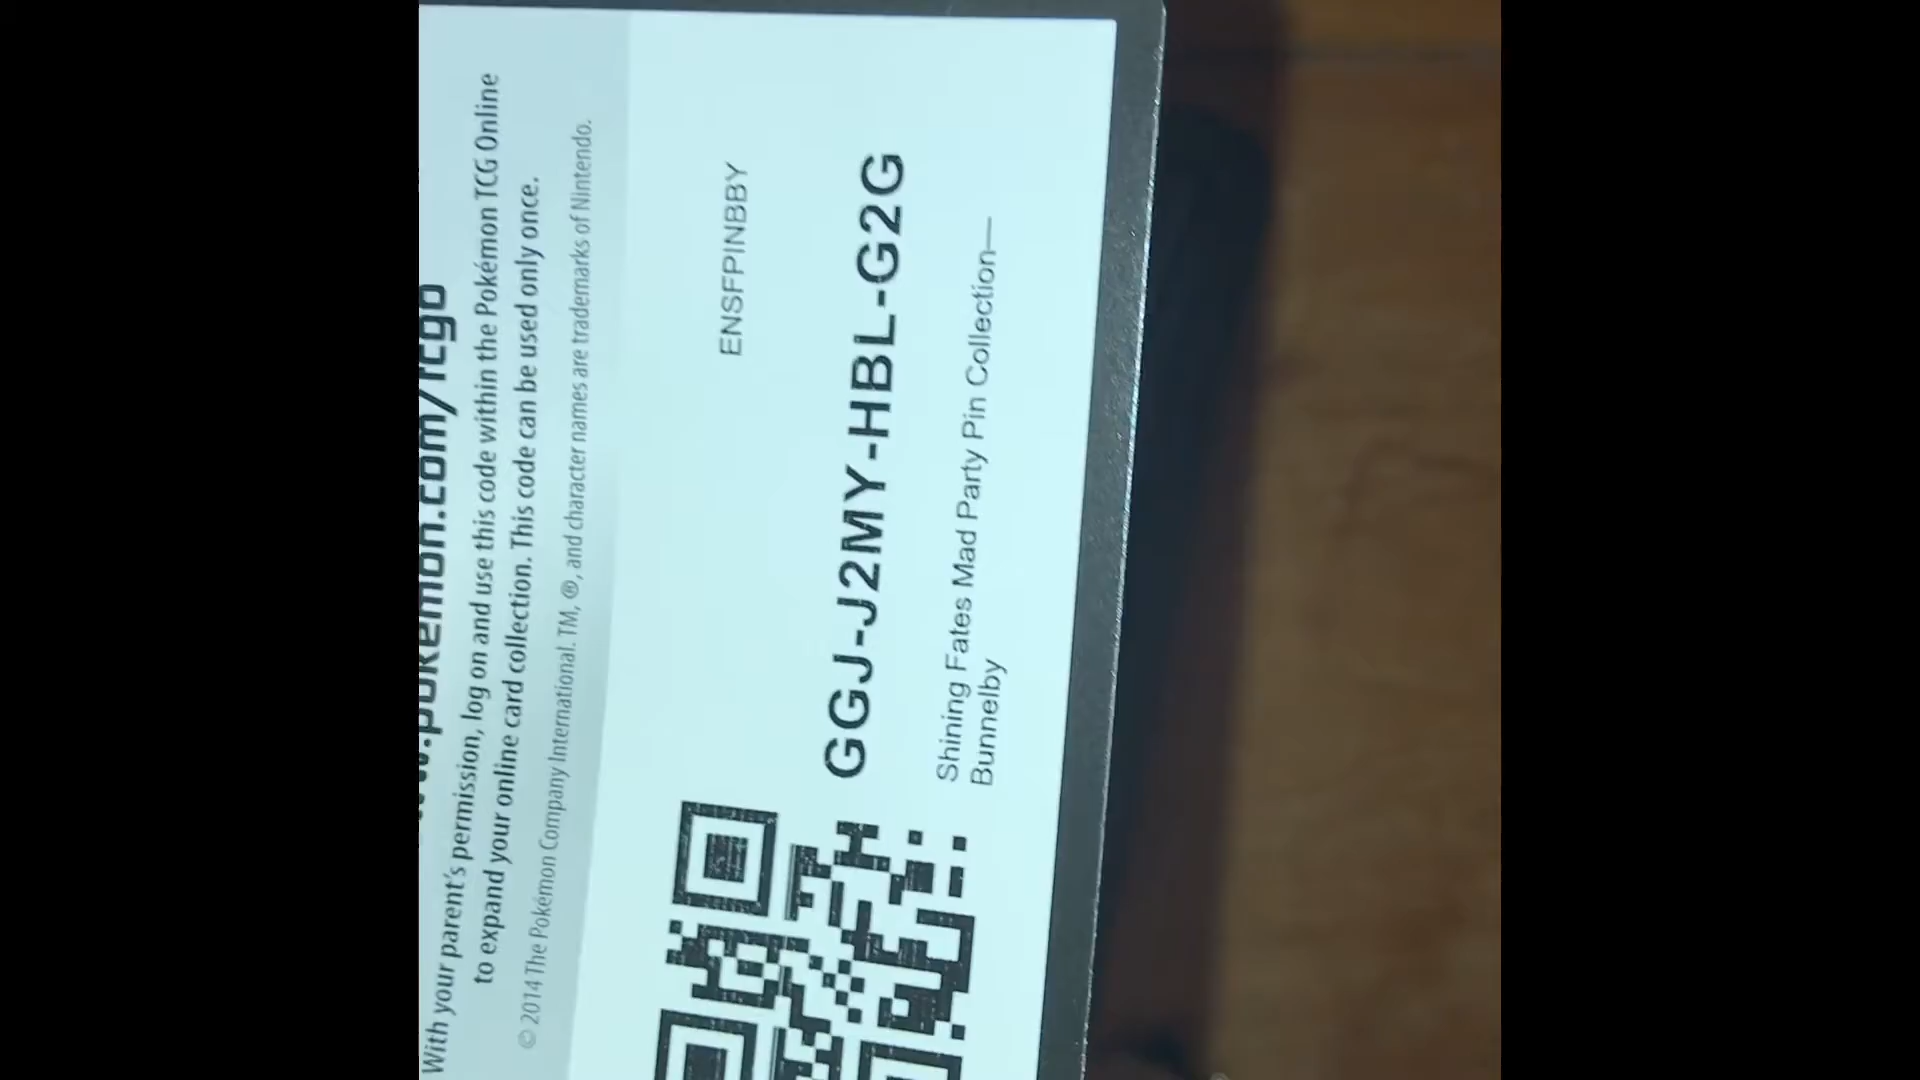 www.pokemon.com/tcgo
With your parent's permission, log on and use this code within the Pokémon TCG Online
to expand your online card collection. This code can be used only once.
© 2014 The Pokémon Company International. TM, ®, and character names are trademarks of Nintendo.
ENSFPINBBY
GGJ-J2MY-HBL-G2G
Shining Fates Mad Party Pin Collection—
Bunnelby